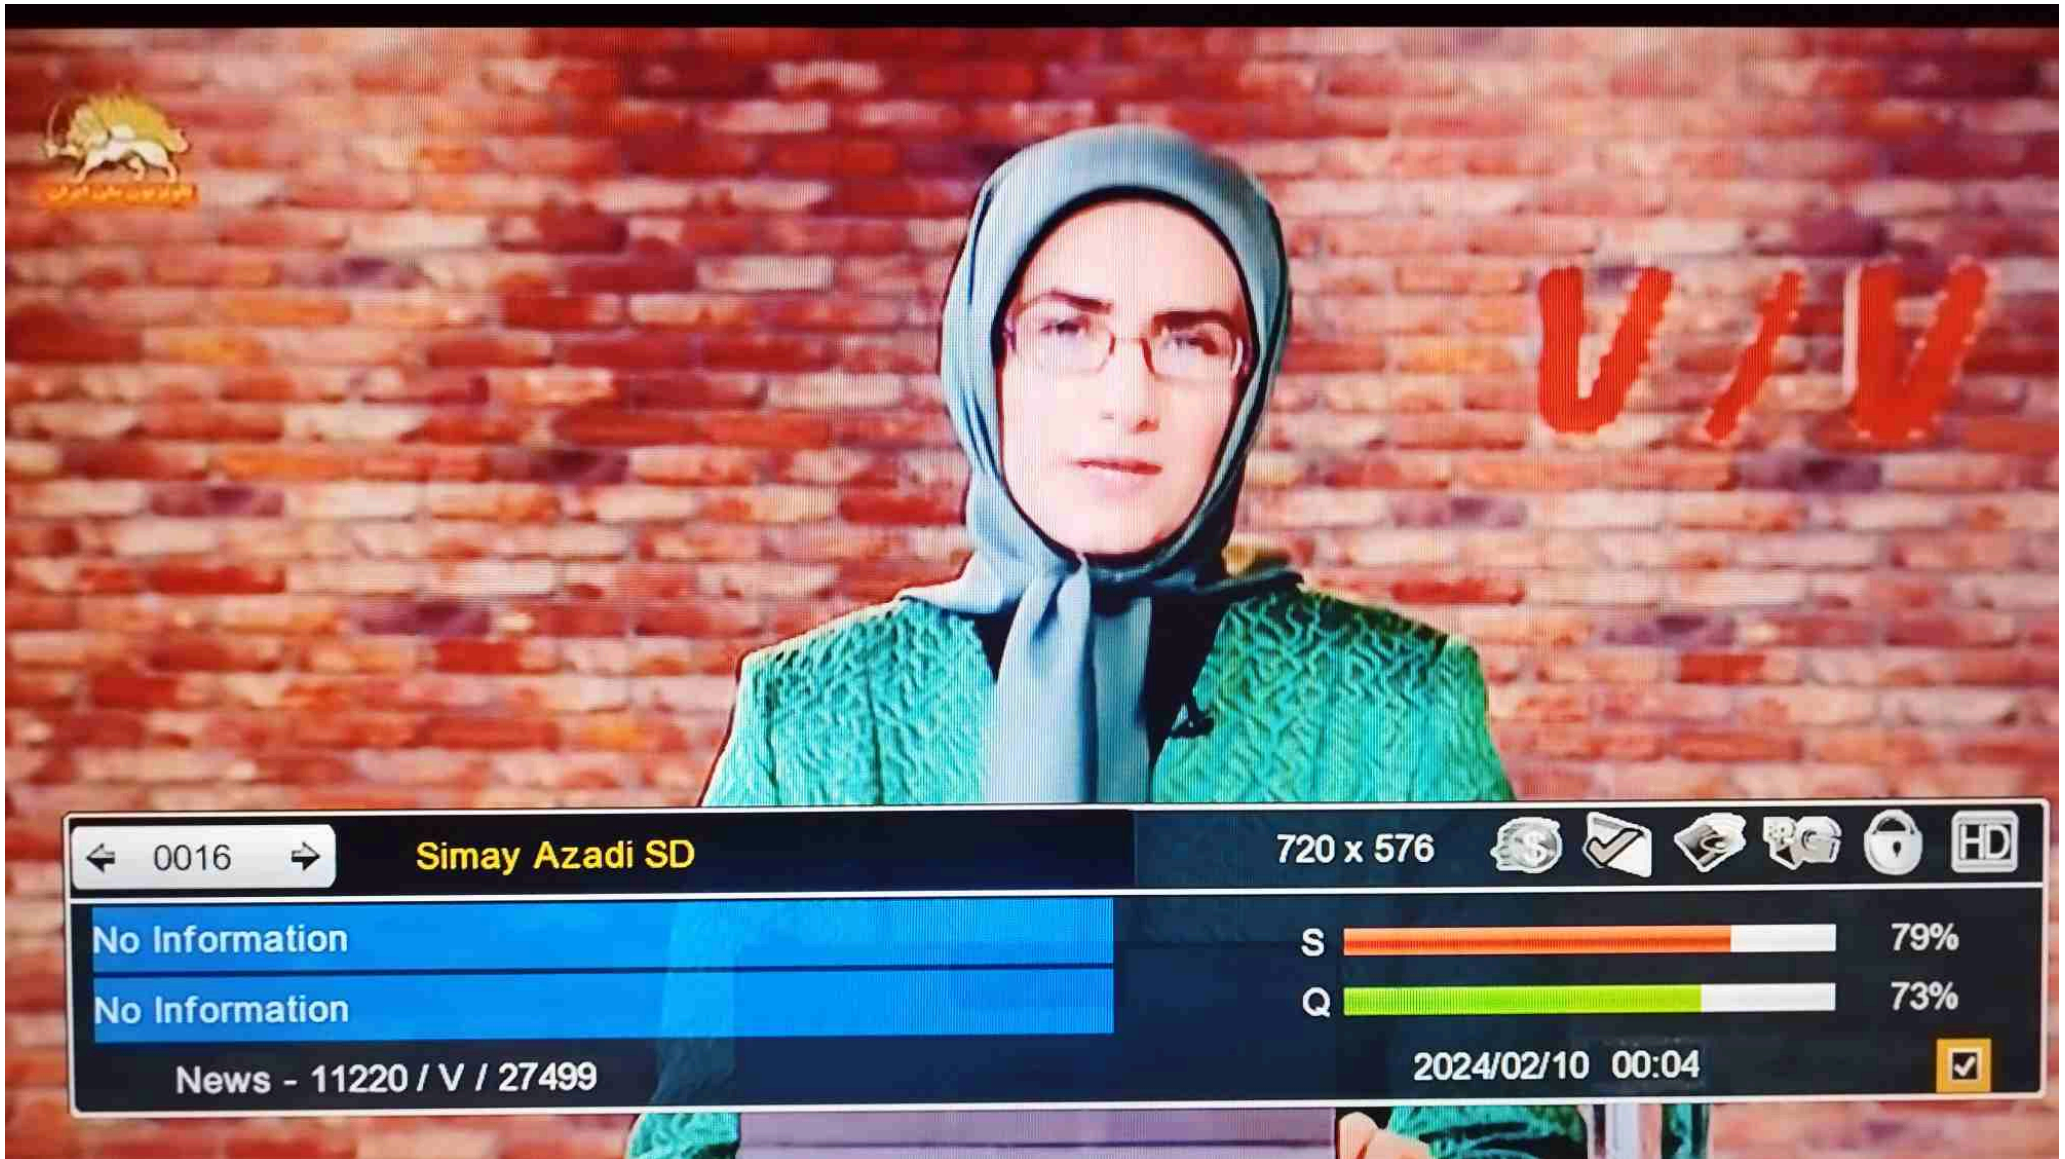 V / V
0016
Simay Azadi SD
720 x 576
HD
No Information
S
79%
No Information
Q
73%
News - 11220 / V / 27499
2024/02/10 00:04